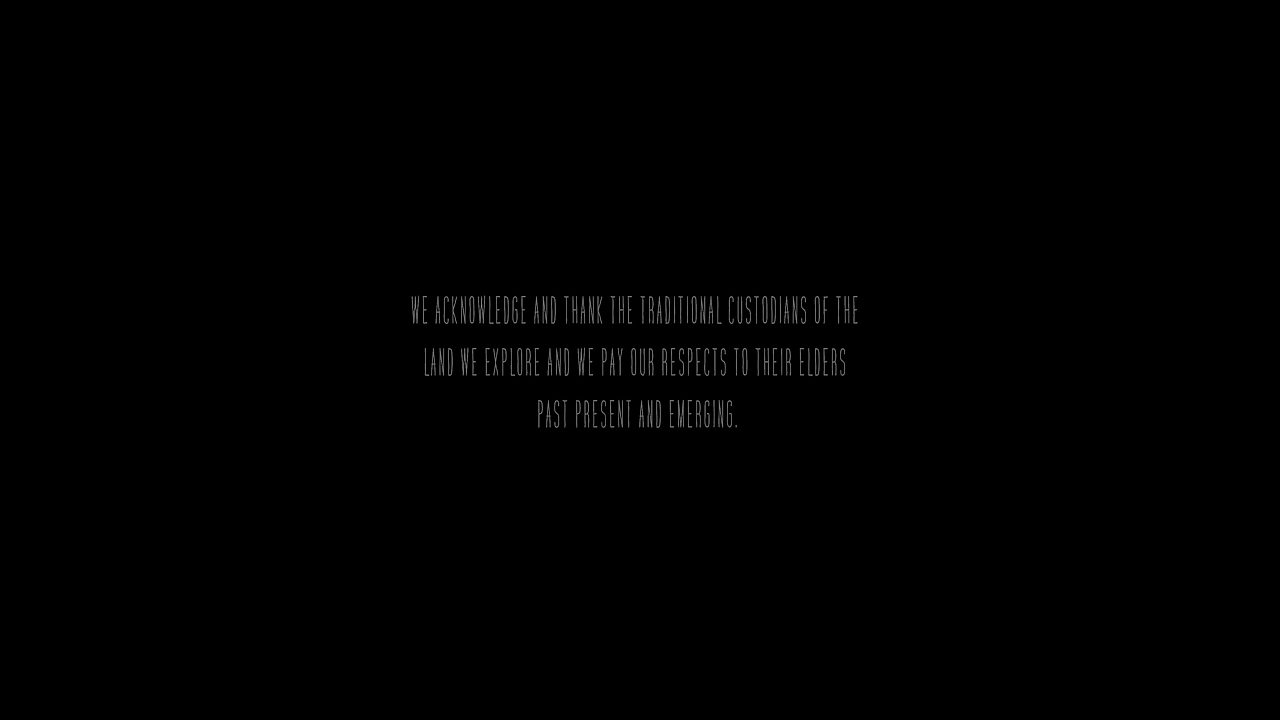 WE ACKNOWLEDGE AND THANK THE TRADITIONAL CUSTODIANS OF THE
LAND WE EXPLORE AND WE PAY OUR RESPECTS TO THEIR ELDERS
PAST PRESENT AND EMERGING.